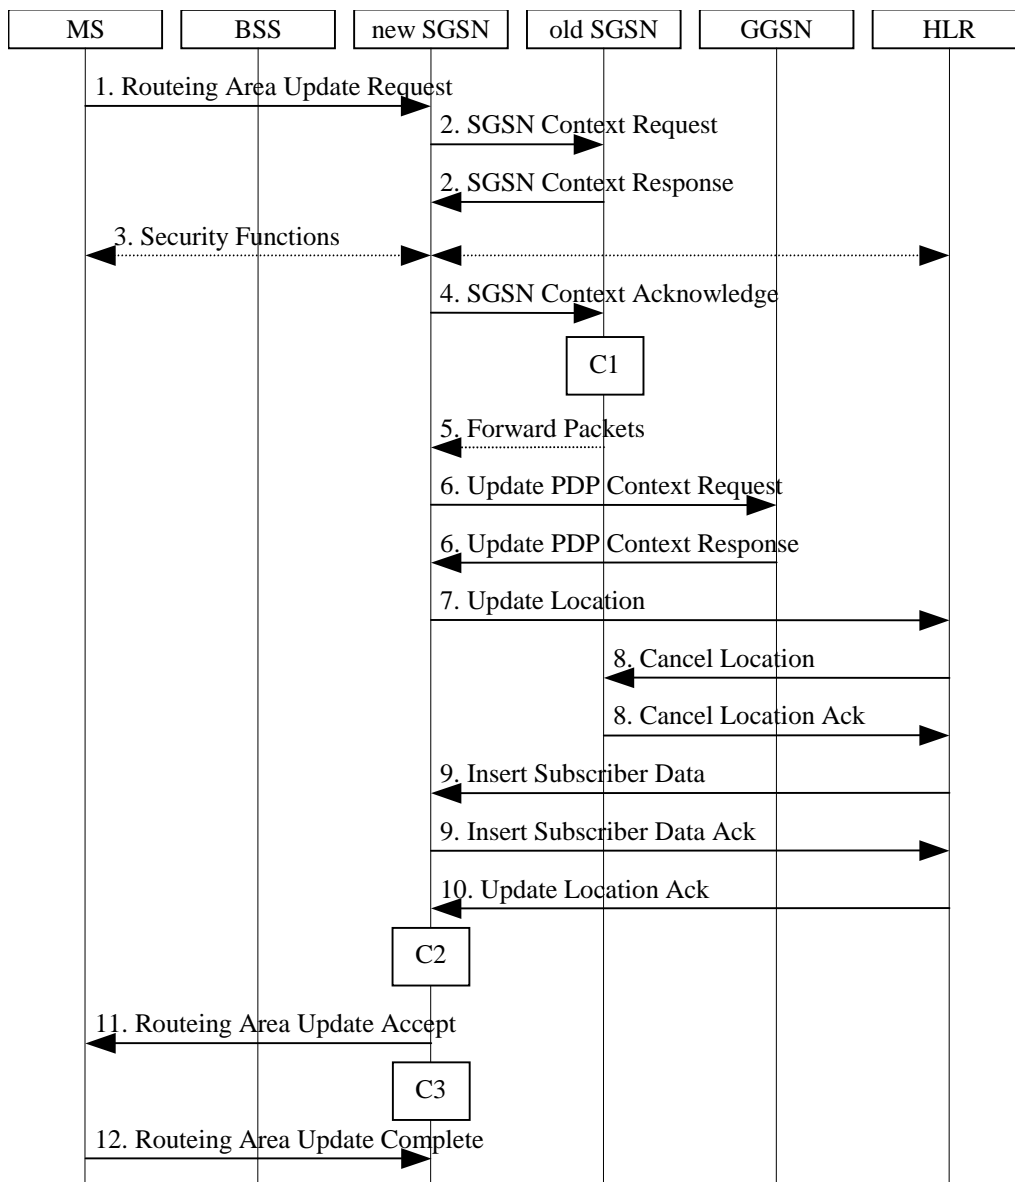 MS BSS new SGSN old SGSN GGSN HLR
1. Routeing Area Update Request
2. SGSN Context Request
2. SGSN Context Response
3. Security Functions
4. SGSN Context Acknowledge
C1
5. Forward Packets
6. Update PDP Context Request
6. Update PDP Context Response
7. Update Location
8. Cancel Location
8. Cancel Location Ack
9. Insert Subscriber Data
9. Insert Subscriber Data Ack
10. Update Location Ack
C2
11. Routeing Area Update Accept
C3
12. Routeing Area Update Complete